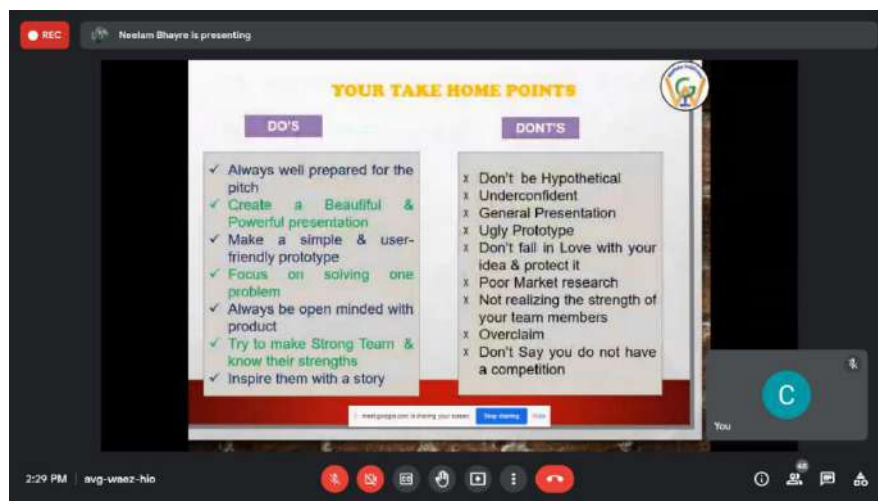 REC
Neelam Bhayre is presenting
YOUR TAKE HOME POINTS
DO'S
✓ Always well prepared for the
pitch
✓ Create a Beautiful &
Powerful presentation
✓ Make a simple & user-
friendly prototype
✓ Focus on solving one
problem
✓ Always be open minded with
product
✓ Try to make Strong Team &
know their strengths
✓ Inspire them with a story
DONT'S
x Don't be Hypothetical
x Underconfident
x General Presentation
x Ugly Prototype
x Don't fall in Love with your
idea & protect it
x Poor Market research
x Not realizing the strength of
your team members
x Overclaim
x Don't Say you do not have
a competition
meet.google.com is sharing your screen.
Stop sharing
Hide
C
You
2:29 PM
avg-waez-hio
CC